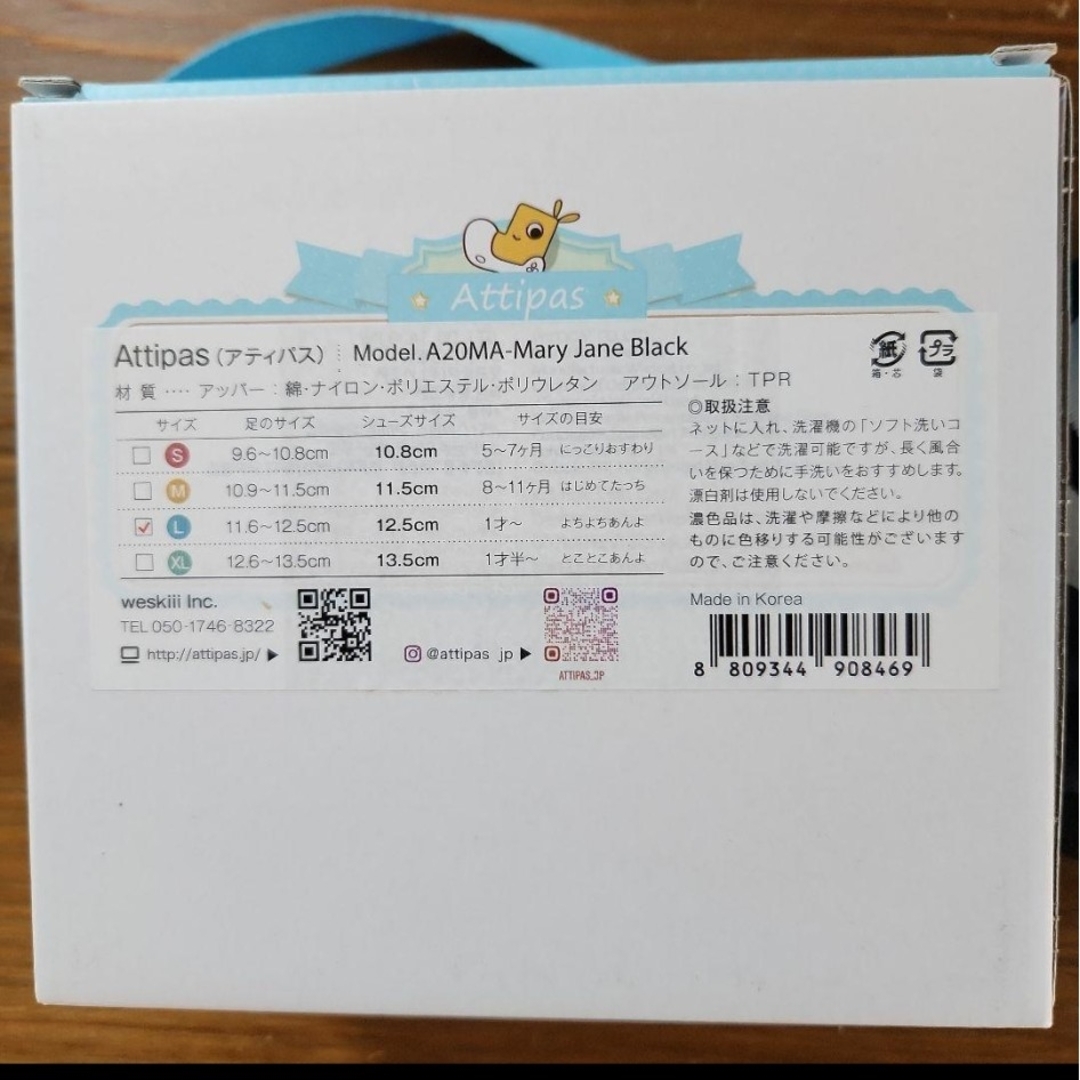 Attipas
Attipas（アティパス） Model. A20MA-Mary Jane Black
紙
箱・芯
プラ
袋
材 質 ‥‥ アッパー：綿・ナイロン・ポリエステル・ポリウレタン アウトソール：TPR
サイズ 足のサイズ シューズサイズ サイズの目安
S 9.6～10.8cm 10.8cm 5～7ヶ月 にっこりおすわり
M 10.9～11.5cm 11.5cm 8～11ヶ月 はじめてたっち
L 11.6～12.5cm 12.5cm 1才～ よちよちあんよ
XL 12.6～13.5cm 13.5cm 1才半～ とことこあんよ
◎取扱注意
ネットに入れ、洗濯機の「ソフト洗いコ
ース」などで洗濯可能ですが、長く風合
いを保つために手洗いをおすすめします。
漂白剤は使用しないでください。
濃色品は、洗濯や摩擦などにより他の
ものに色移りする可能性がございます
ので、ご注意ください。
weskiii Inc.
TEL 050-1746-8322
http://attipas.jp/ ▶
@attipas jp ▶
ATTIPAS_JP
Made in Korea
8 809344 908469